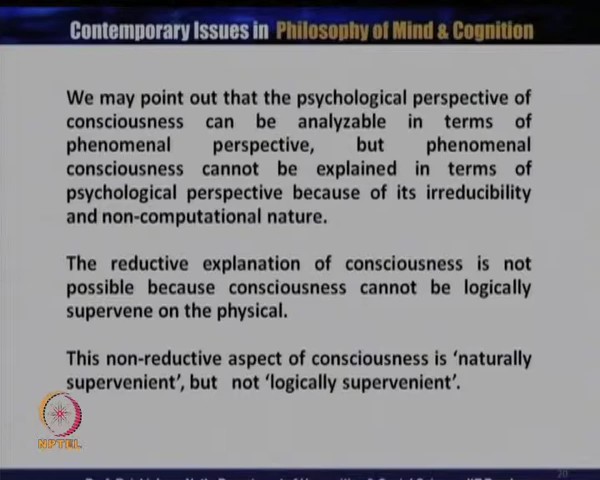 Contemporary Issues in Philosophy of Mind & Cognition
We may point out that the psychological perspective of
consciousness can be analyzable in terms of
phenomenal perspective, but phenomenal
consciousness cannot be explained in terms of
psychological perspective because of its irreducibility
and non-computational nature.
The reductive explanation of consciousness is not
possible because consciousness cannot be logically
supervene on the physical.
This non-reductive aspect of consciousness is ‘naturally
supervenient’, but not ‘logically supervenient’.
NPTEL
20